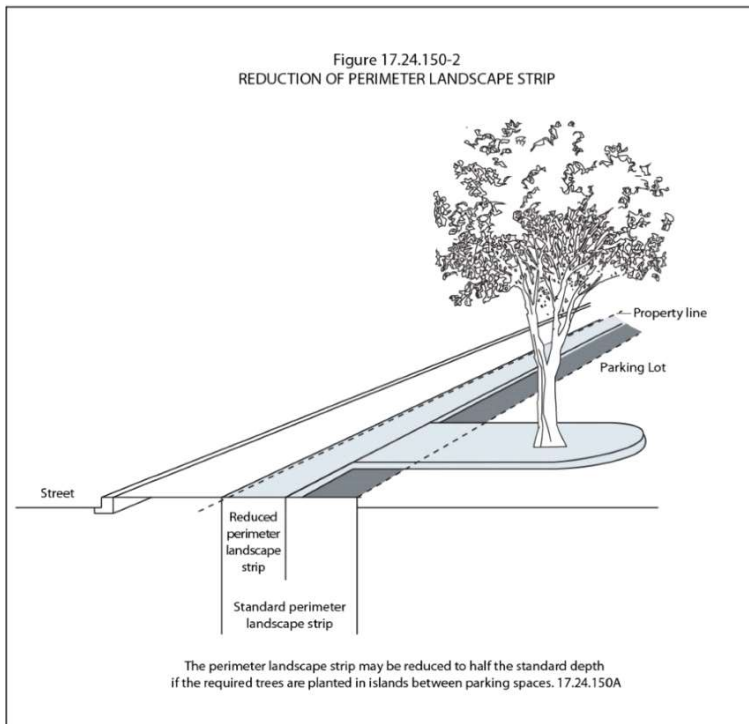 Figure 17.24.150-2
REDUCTION OF PERIMETER LANDSCAPE STRIP
Property line
Parking Lot
Street
Reduced
perimeter
landscape
strip
Standard perimeter
landscape strip
The perimeter landscape strip may be reduced to half the standard depth
if the required trees are planted in islands between parking spaces. 17.24.150A